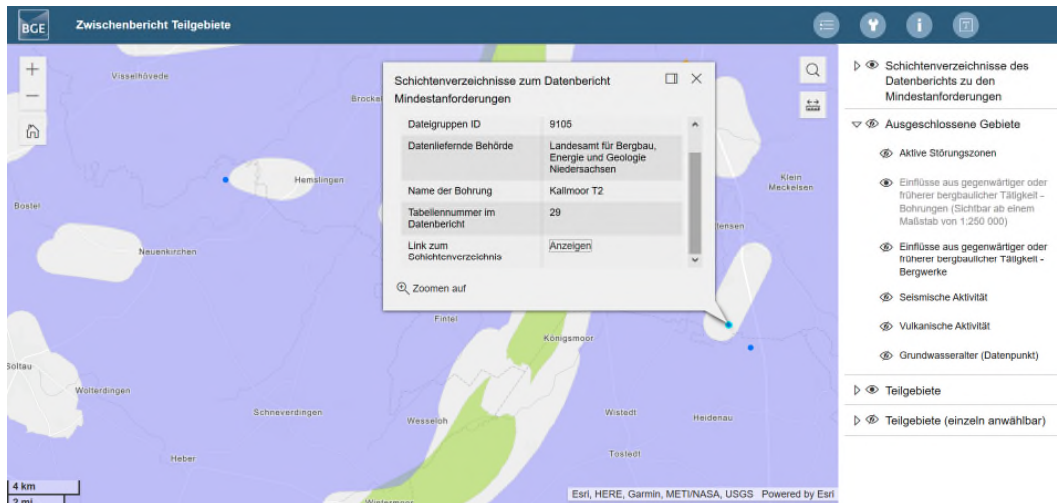 BGE
Zwischenbericht Teilgebiete
Visselhövede
Brockel
Hemslingen
Bostel
Neuenkirchen
Klein
Meckelsen
Schichtenverzeichnisse zum Datenbericht
Mindestanforderungen
Dateigruppen ID 9105
Datenliefernde Behörde Landesamt für Bergbau,
Energie und Geologie
Niedersachsen
Name der Bohrung Kallmoor T2
Tabellennummer im 29
Datenbericht
Link zum Anzeigen
Schichtenverzeichnis
Zoomen auf
Fintel
Königsmoor
Soltau
Wolterdingen
Schneverdingen
Wesseloh
Wistedt
Heidenau
Tostedt
Heber
Wintermoor
4 km
2 mi
Esri, HERE, Garmin, METI/NASA, USGS Powered by Esri
Schichtenverzeichnisse des
Datenberichts zu den
Mindestanforderungen
Ausgeschlossene Gebiete
Aktive Störungszonen
Einflüsse aus gegenwärtiger oder
früherer bergbaulicher Tätigkeit -
Bohrungen (Sichtbar ab einem
Maßstab von 1:250 000)
Einflüsse aus gegenwärtiger oder
früherer bergbaulicher Tätigkeit -
Bergwerke
Seismische Aktivität
Vulkanische Aktivität
Grundwasseralter (Datenpunkt)
Teilgebiete
Teilgebiete (einzeln anwählbar)